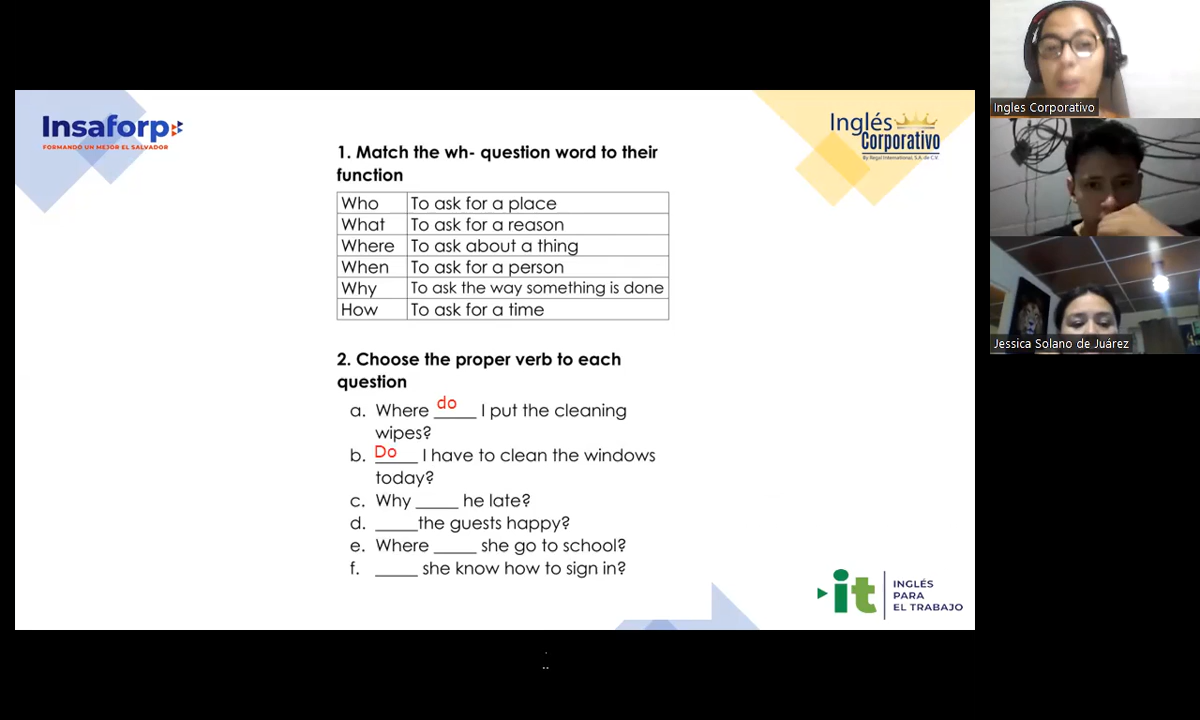 Insaforp
FORMANDO UN MEJOR EL SALVADOR
Inglés
Corporativo
By Regal International, S.A. de C.V.
1. Match the wh- question word to their
function
Who To ask for a place
What To ask for a reason
Where To ask about a thing
When To ask for a person
Why To ask the way something is done
How To ask for a time
2. Choose the proper verb to each
question
a. Where do I put the cleaning
wipes?
b. Do I have to clean the windows
today?
c. Why _____ he late?
d. _____the guests happy?
e. Where _____ she go to school?
f. _____ she know how to sign in?
it
INGLÉS
PARA
EL TRABAJO
Ingles Corporativo
Jessica Solano de Juárez